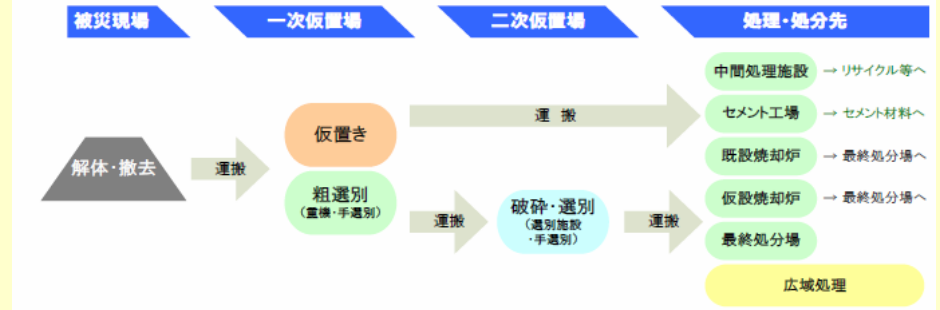 被災現場
一次仮置場
二次仮置場
処理・処分先
解体・撤去
運搬
仮置き
粗選別
(重機・手選別)
運 搬
運搬
破砕・選別
(選別施設
・手選別)
運搬
中間処理施設 → リサイクル等へ
セメント工場 → セメント材料へ
既設焼却炉 → 最終処分場へ
仮設焼却炉 → 最終処分場へ
最終処分場
広域処理